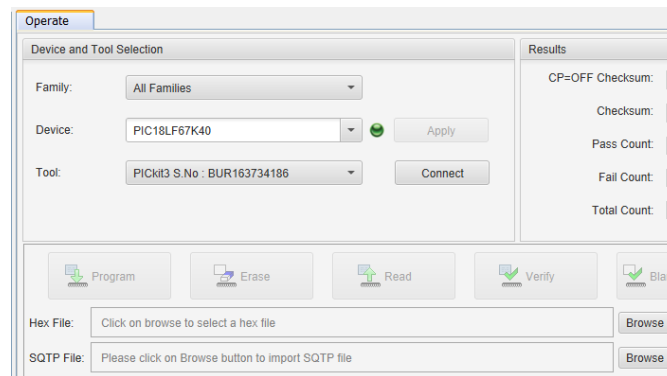 Operate
Device and Tool Selection
Results
Family:
All Families
CP=OFF Checksum:
Checksum:
Device:
PIC18LF67K40
Apply
Pass Count:
Tool:
PICkit3 S.No : BUR163734186
Connect
Fail Count:
Total Count:
Program
Erase
Read
Verify
Hex File:
Click on browse to select a hex file
Browse
SQTP File:
Please click on Browse button to import SQTP file
Browse